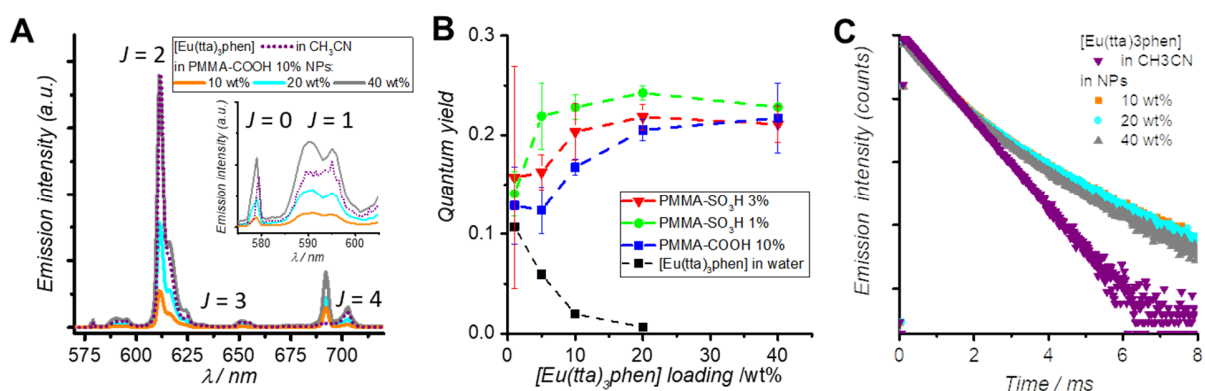 A
Emission intensity (a.u.)
J = 2
[Eu(tta)₃phen] in CH₃CN
in PMMA-COOH 10% NPs:
10 wt% 20 wt% 40 wt%
Emission intensity (a.u.)
J = 0 J = 1
575 590 600
λ / nm
J = 3
J = 4
575 600 625 650 675 700
λ / nm
B
Quantum yield
0.3
0.2
0.1
0.0
PMMA-SO₃H 3%
PMMA-SO₃H 1%
PMMA-COOH 10%
[Eu(tta)₃phen] in water
0 10 20 30 40
[Eu(tta)₃phen] loading /wt%
C
Emission intensity (counts)
[Eu(tta)3phen]
in CH3CN
in NPs
10 wt%
20 wt%
40 wt%
0 2 4 6 8
Time / ms